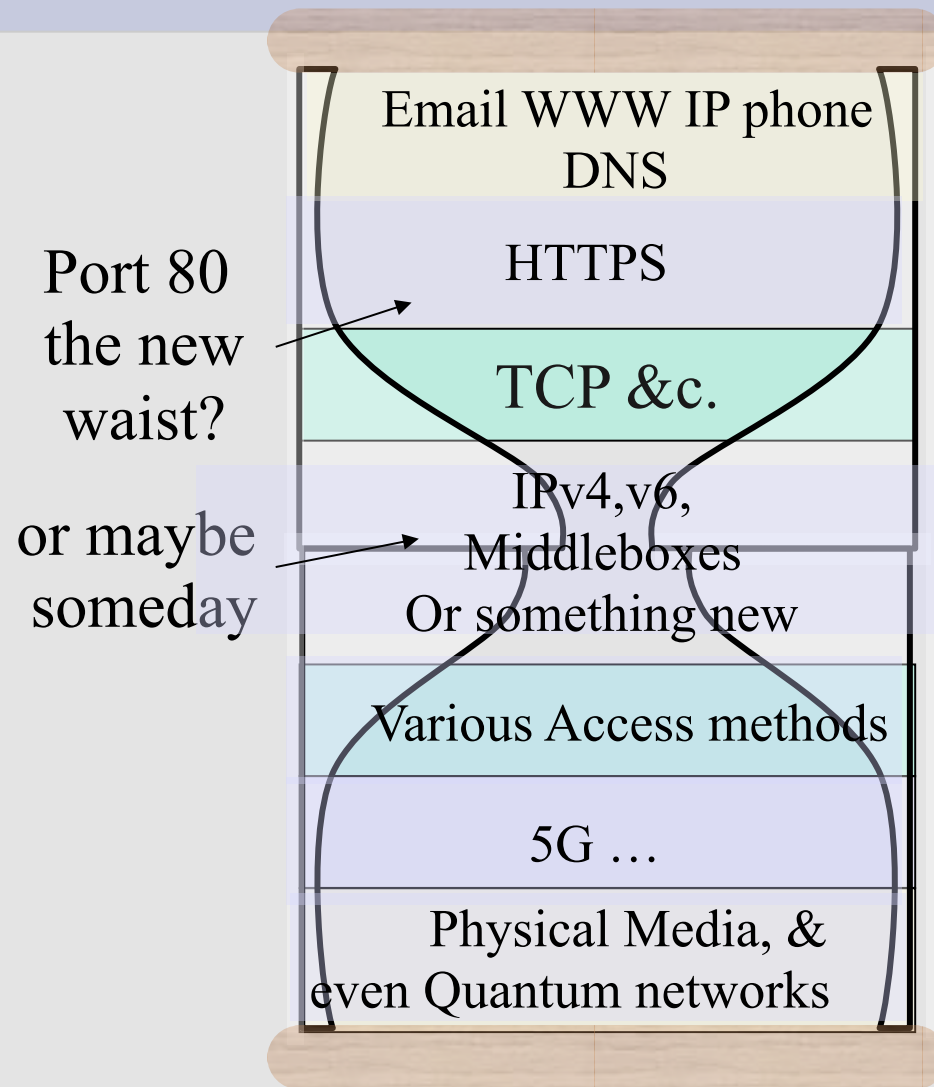 Email WWW IP phone
DNS
HTTPS
Port 80
the new
waist?
TCP &c.
IPv4,v6,
Middleboxes
Or something new
or maybe
someday
Various Access methods
5G …
Physical Media, &
even Quantum networks